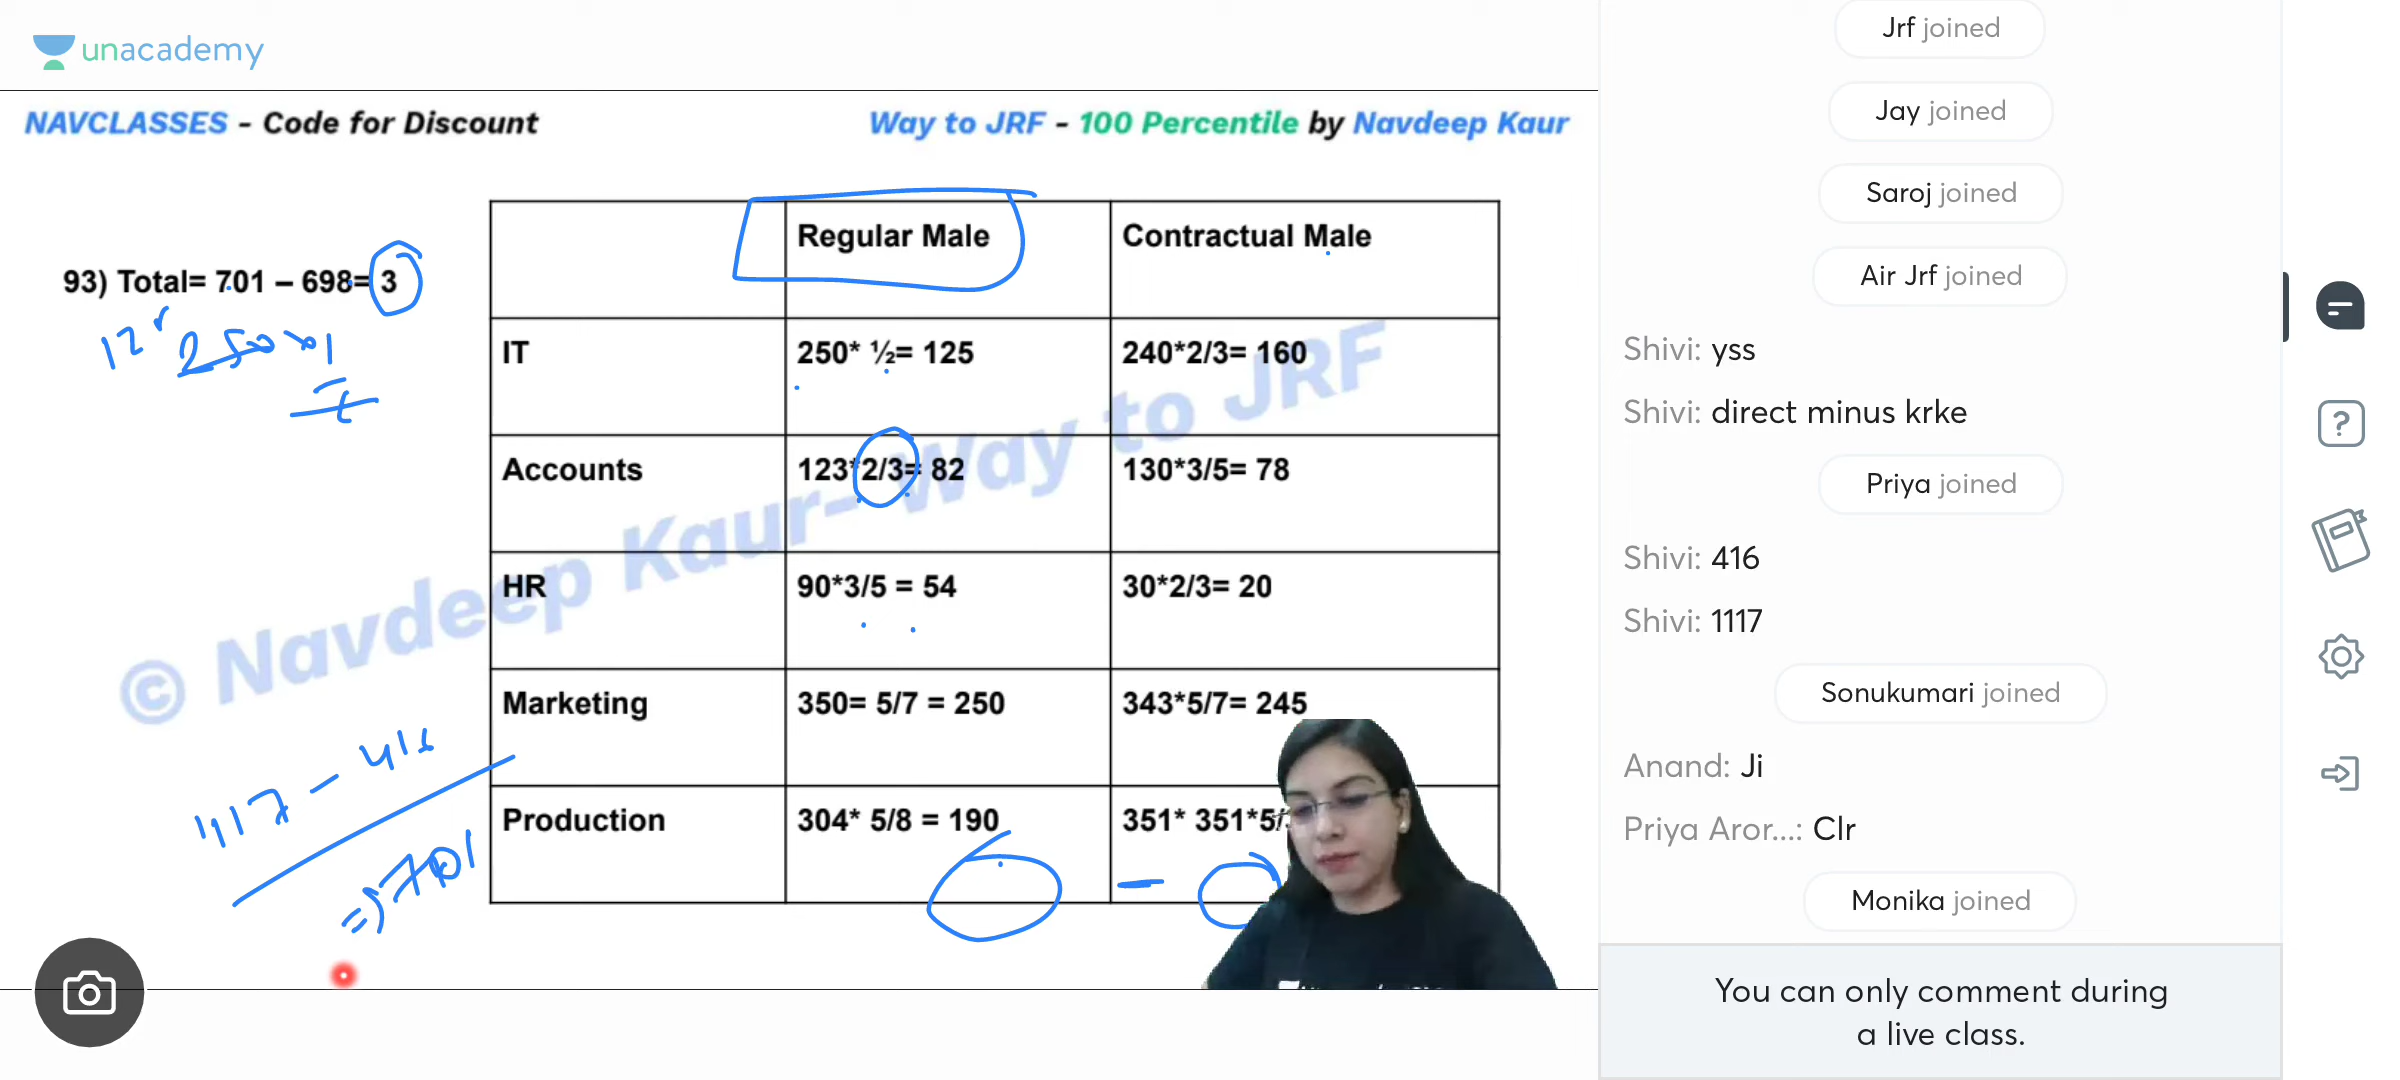 unacademy
NAVCLASSES - Code for Discount
Way to JRF - 100 Percentile by Navdeep Kaur
93) Total= 701 – 698= 3
Regular Male
Contractual Male
IT
250* ½= 125
240*2/3= 160
Accounts
123*2/3= 82
130*3/5= 78
HR
90*3/5 = 54
30*2/3= 20
Marketing
350= 5/7 = 250
343*5/7= 245
Production
304* 5/8 = 190
351* 351*5/
© Navdeep Kaur- Way to JRF
1117 - 416
=) 701
Jrf joined
Jay joined
Saroj joined
Air Jrf joined
Shivi: yss
Shivi: direct minus krke
Priya joined
Shivi: 416
Shivi: 1117
Sonukumari joined
Anand: Ji
Priya Aror...: Clr
Monika joined
You can only comment during
a live class.